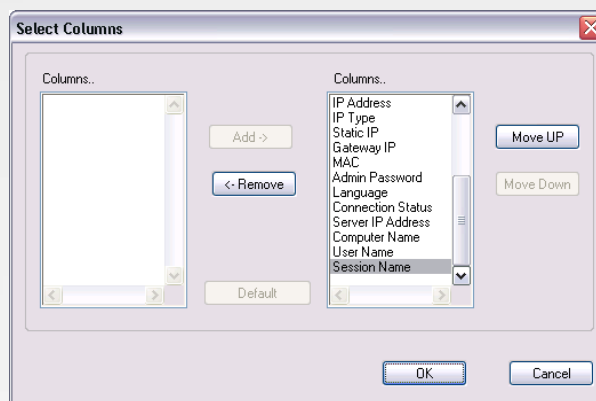 Select Columns
Columns..
Columns..
IP Address
IP Type
Static IP
Gateway IP
MAC
Admin Password
Language
Connection Status
Server IP Address
Computer Name
User Name
Session Name
Add ->
<- Remove
Default
Move UP
Move Down
OK
Cancel